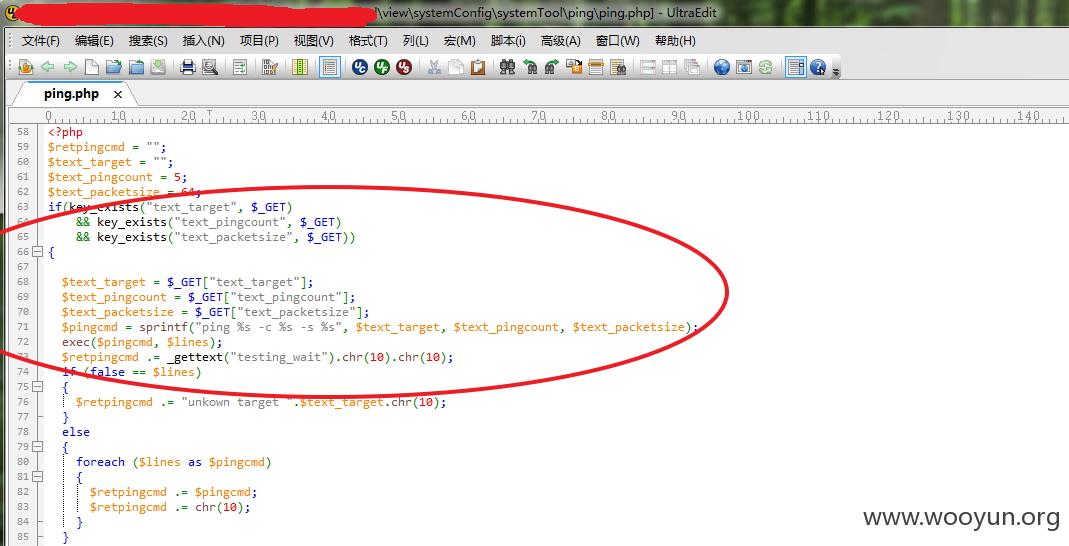 \view\systemConfig\systemTool\ping\ping.php] - UltraEdit
文件(F) 编辑(E) 搜索(S) 插入(N) 项目(P) 视图(V) 格式(T) 列(L) 宏(M) 脚本(i) 高级(A) 窗口(W) 帮助(H)
ping.php
0 10 20 30 40 50 60 70 80 90 100 110 120 130 140
58 <?php
59 $retpingcmd = "";
60 $text_target = "";
61 $text_pingcount = 5;
62 $text_packetsize = 64;
63 if(key_exists("text_target", $_GET)
64 && key_exists("text_pingcount", $_GET)
65 && key_exists("text_packetsize", $_GET))
66 {
67
68 $text_target = $_GET["text_target"];
69 $text_pingcount = $_GET["text_pingcount"];
70 $text_packetsize = $_GET["text_packetsize"];
71 $pingcmd = sprintf("ping %s -c %s -s %s", $text_target, $text_pingcount, $text_packetsize);
72 exec($pingcmd, $lines);
73 $retpingcmd .= _gettext("testing_wait").chr(10).chr(10);
74 if (false == $lines)
75 {
76 $retpingcmd .= "unkown target ".$text_target.chr(10);
77 }
78 else
79 {
80 foreach ($lines as $pingcmd)
81 {
82 $retpingcmd .= $pingcmd;
83 $retpingcmd .= chr(10);
84 }
85 }
www.wooyun.org